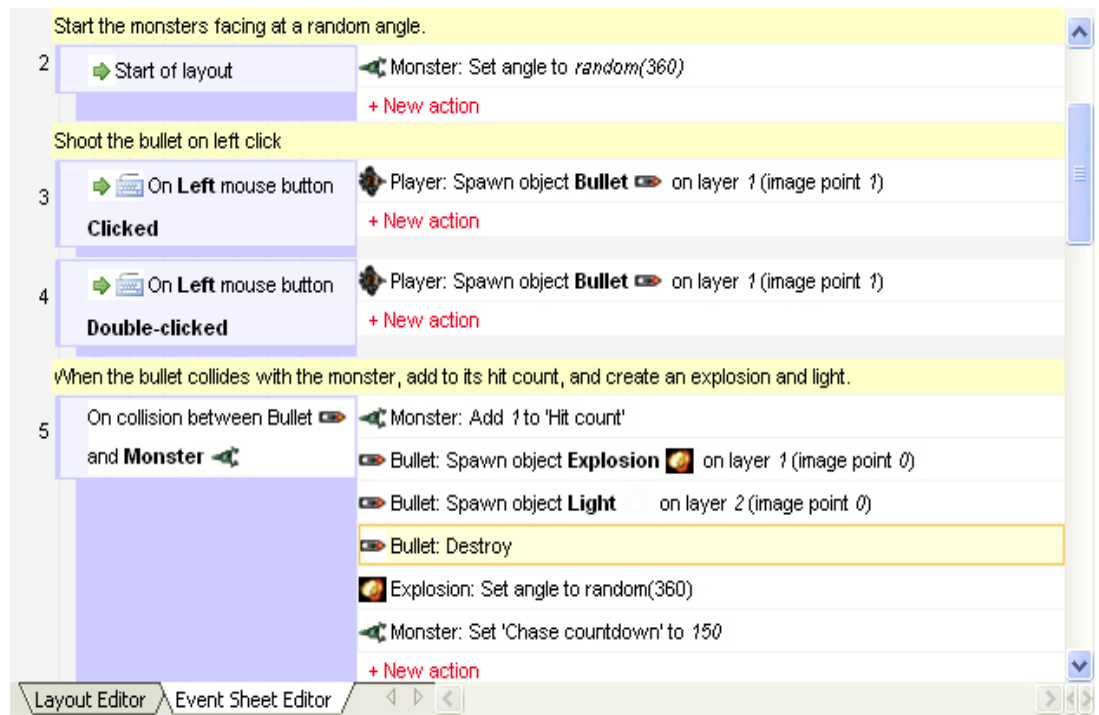 Start the monsters facing at a random angle.
2
Start of layout
Monster: Set angle to random(360)
+ New action
Shoot the bullet on left click
3
On Left mouse button
Clicked
Player: Spawn object Bullet on layer 1 (image point 1)
+ New action
4
On Left mouse button
Double-clicked
Player: Spawn object Bullet on layer 1 (image point 1)
+ New action
When the bullet collides with the monster, add to its hit count, and create an explosion and light.
5
On collision between Bullet
and Monster
Monster: Add 1 to 'Hit count'
Bullet: Spawn object Explosion on layer 1 (image point 0)
Bullet: Spawn object Light on layer 2 (image point 0)
Bullet: Destroy
Explosion: Set angle to random(360)
Monster: Set 'Chase countdown' to 150
+ New action
Layout Editor
Event Sheet Editor